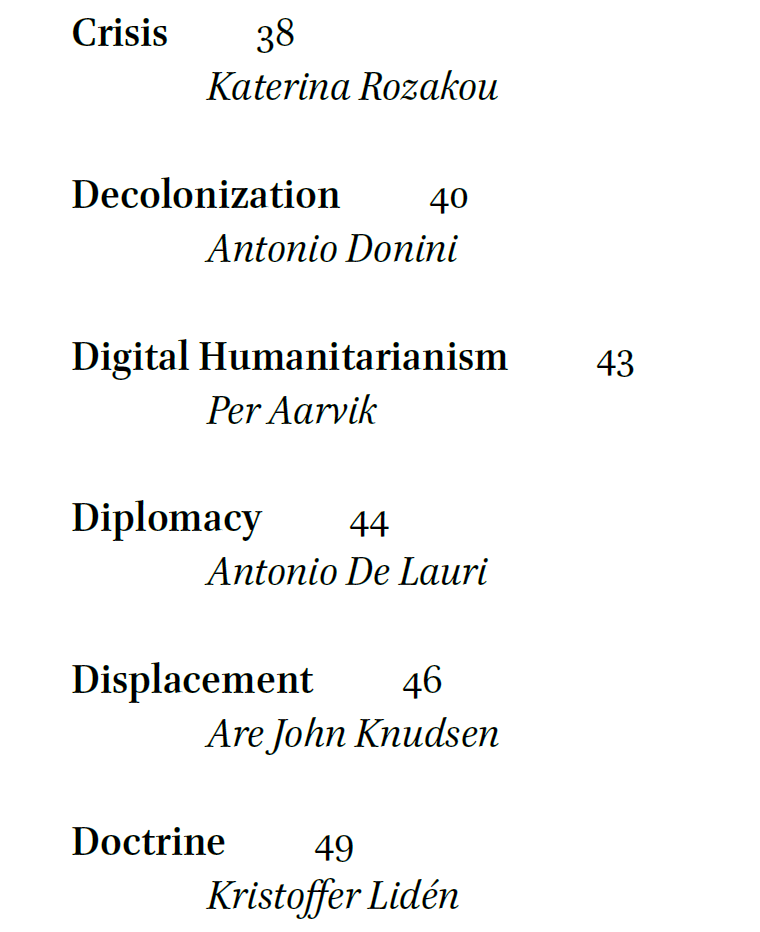 Crisis 38
Katerina Rozakou
Decolonization 40
Antonio Donini
Digital Humanitarianism 43
Per Aarvik
Diplomacy 44
Antonio De Lauri
Displacement 46
Are John Knudsen
Doctrine 49
Kristoffer Lidén